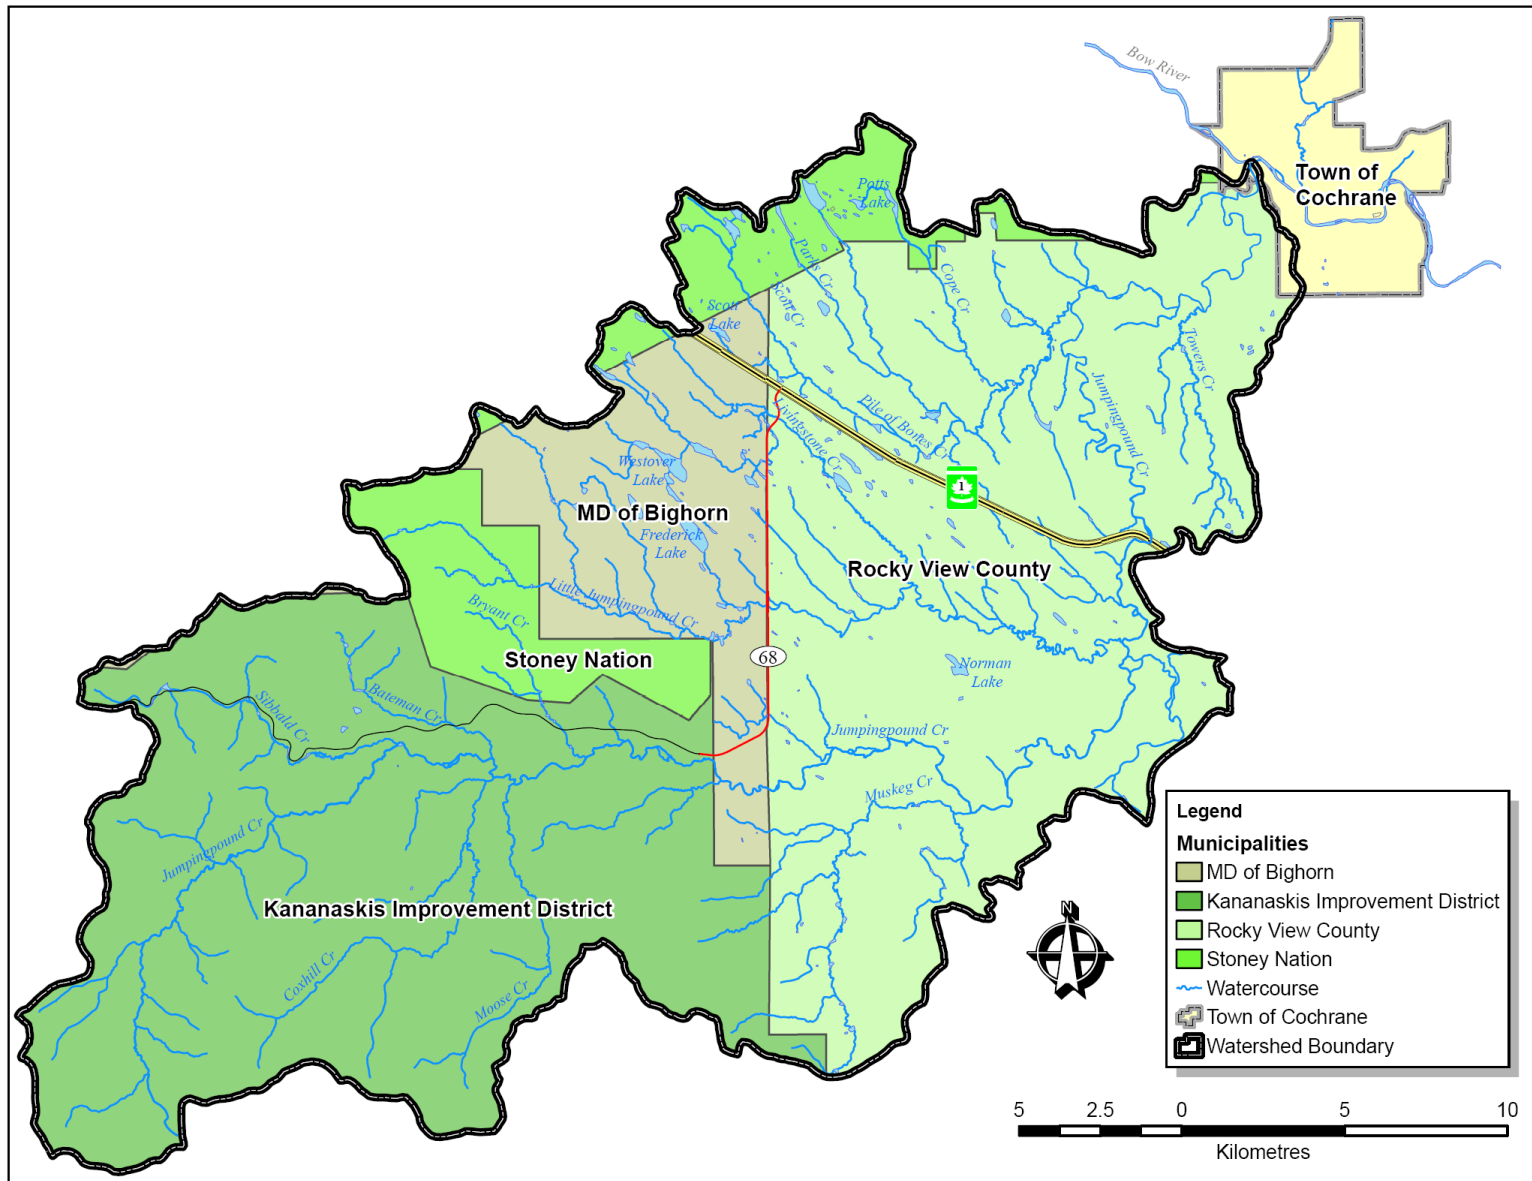 Bow River
Town of
Cochrane
Potts
Lake
Parks Cr
Cope Cr
Scott Cr
Scott
Lake
Towers Cr
Jumpingpound Cr
Pile of Bones Cr
Livingstone Cr
Westover
Lake
1
MD of Bighorn
Frederick
Lake
Rocky View County
Little Jumpingpound Cr
Bryant Cr
Stoney Nation
68
Norman
Lake
Sibbald Cr
Bateman Cr
Jumpingpound Cr
Muskeg Cr
Jumpingpound Cr
Kananaskis Improvement District
Coxhill Cr
Moose Cr
N
Legend
Municipalities
MD of Bighorn
Kananaskis Improvement District
Rocky View County
Stoney Nation
Watercourse
Town of Cochrane
Watershed Boundary
5 2.5 0 5 10
Kilometres